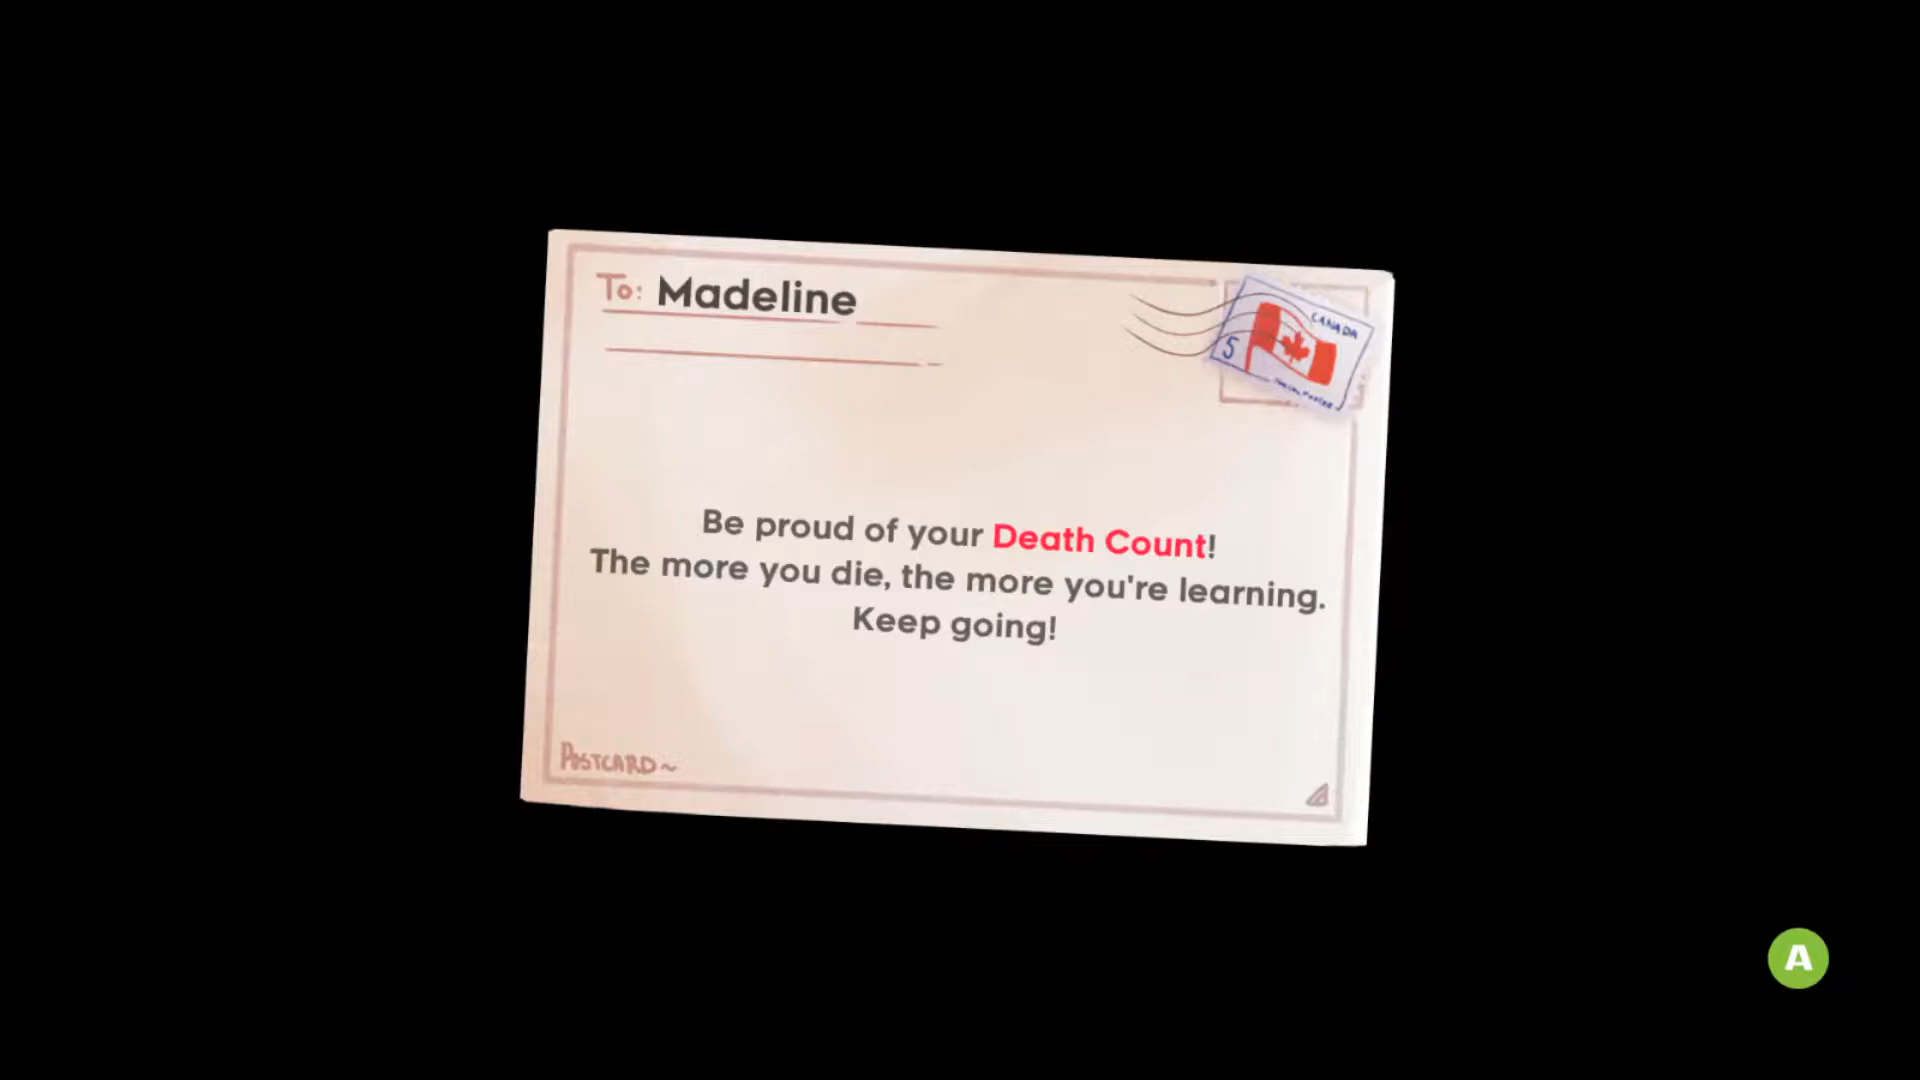 To: Madeline
CANADA
5
Be proud of your Death Count!
The more you die, the more you're learning.
Keep going!
POSTCARD~
A